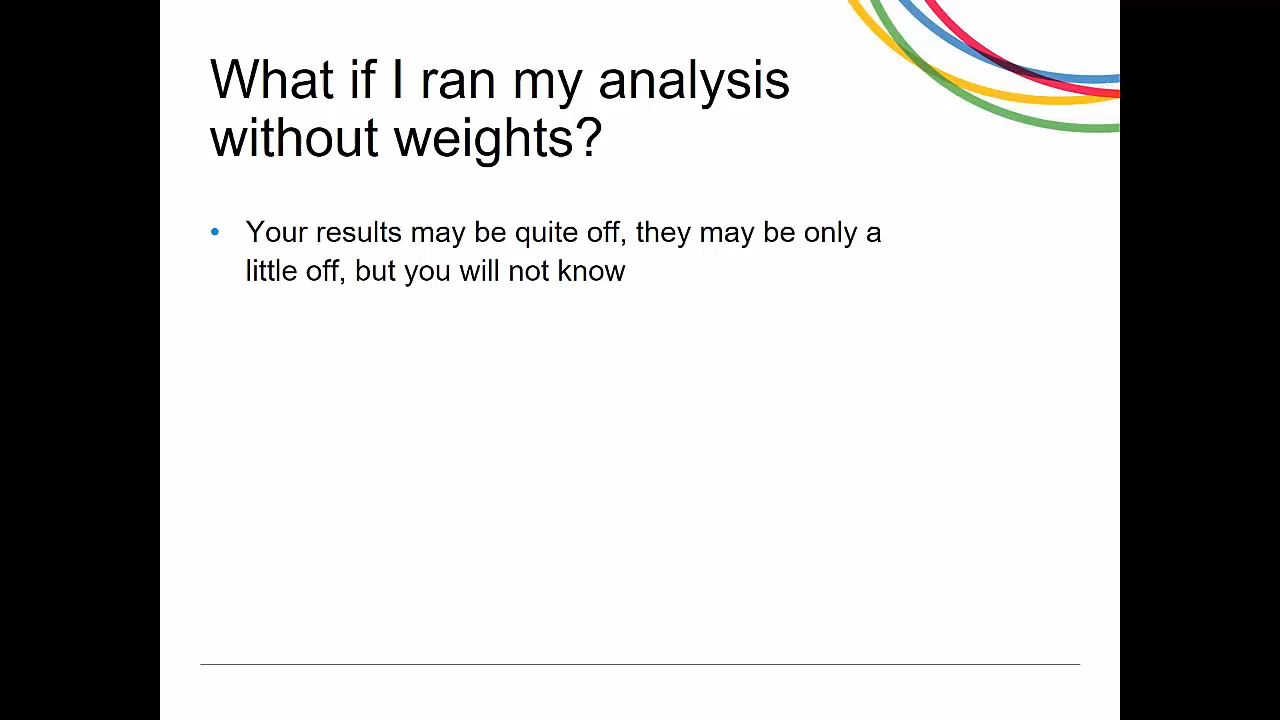 What if I ran my analysis
without weights?
• Your results may be quite off, they may be only a
little off, but you will not know